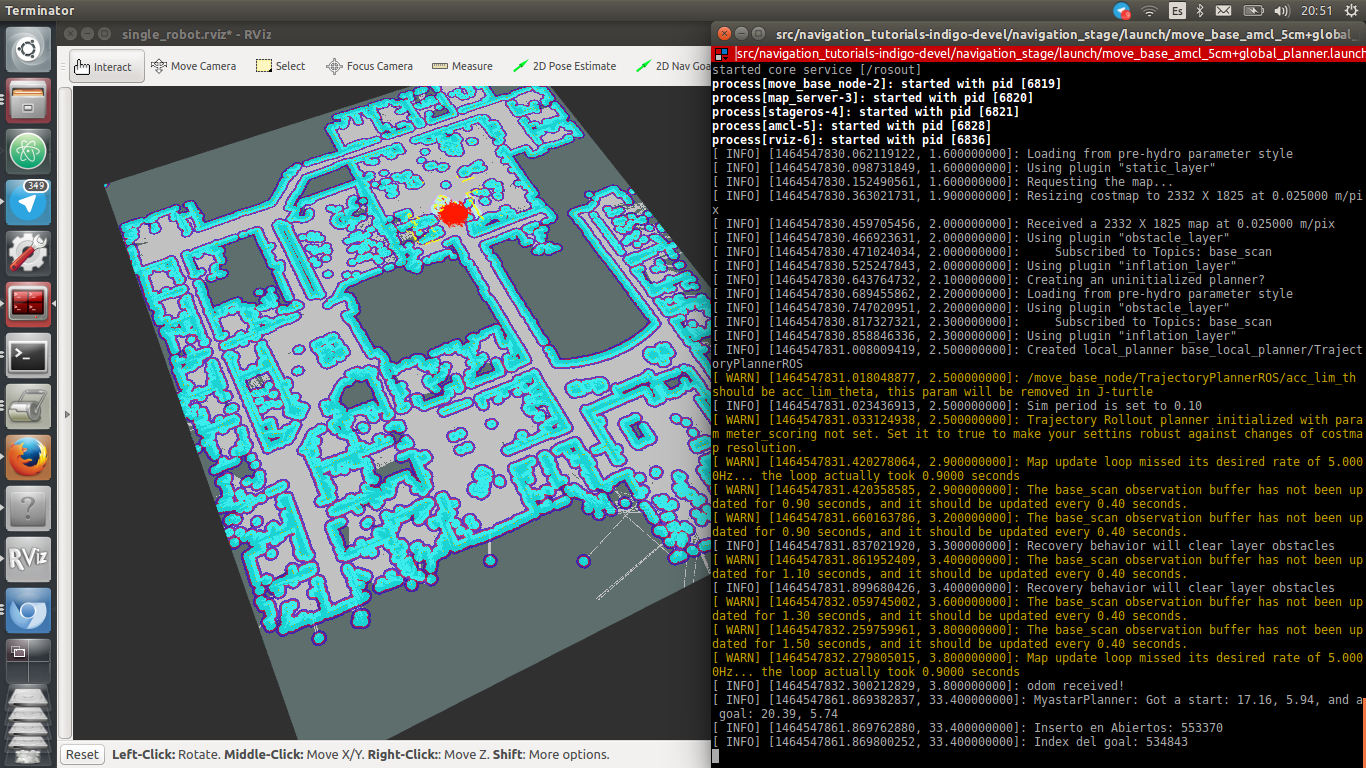 Terminator
Es
20:51
single_robot.rviz* - RViz
Interact
Move Camera
Select
Focus Camera
Measure
2D Pose Estimate
2D Nav Goa
349
RViz
Reset
Left-Click: Rotate. Middle-Click: Move X/Y. Right-Click: Move Z. Shift: More options.
src/navigation_tutorials-indigo-devel/navigation_stage/launch/move_base_amcl_5cm+global_
src/navigation_tutorials-indigo-devel/navigation_stage/launch/move_base_amcl_5cm+global_planner.launch
started core service [/rosout]
process[move_base_node-2]: started with pid [6819]
process[map_server-3]: started with pid [6820]
process[stageros-4]: started with pid [6821]
process[amcl-5]: started with pid [6828]
process[rviz-6]: started with pid [6836]
[ INFO] [1464547830.062119122, 1.600000000]: Loading from pre-hydro parameter style
[ INFO] [1464547830.098731849, 1.600000000]: Using plugin "static_layer"
[ INFO] [1464547830.152490561, 1.600000000]: Requesting the map...
[ INFO] [1464547830.363321731, 1.900000000]: Resizing costmap to 2332 X 1825 at 0.025000 m/pi
x
[ INFO] [1464547830.459705456, 2.000000000]: Received a 2332 X 1825 map at 0.025000 m/pix
[ INFO] [1464547830.466923631, 2.000000000]: Using plugin "obstacle_layer"
[ INFO] [1464547830.471024034, 2.000000000]:     Subscribed to Topics: base_scan
[ INFO] [1464547830.525247843, 2.000000000]: Using plugin "inflation_layer"
[ INFO] [1464547830.643764732, 2.100000000]: Creating an uninitialized planner?
[ INFO] [1464547830.689455862, 2.200000000]: Loading from pre-hydro parameter style
[ INFO] [1464547830.747020951, 2.200000000]: Using plugin "obstacle_layer"
[ INFO] [1464547830.817327321, 2.300000000]:     Subscribed to Topics: base_scan
[ INFO] [1464547830.858846336, 2.300000000]: Using plugin "inflation_layer"
[ INFO] [1464547831.008009419, 2.500000000]: Created local_planner base_local_planner/Traject
oryPlannerROS
[ WARN] [1464547831.018048877, 2.500000000]: /move_base_node/TrajectoryPlannerROS/acc_lim_th
should be acc_lim_theta, this param will be removed in J-turtle
[ INFO] [1464547831.023436913, 2.500000000]: Sim period is set to 0.10
[ WARN] [1464547831.033124938, 2.500000000]: Trajectory Rollout planner initialized with para
m meter_scoring not set. Set it to true to make your settins robust against changes of costma
p resolution.
[ WARN] [1464547831.420278064, 2.900000000]: Map update loop missed its desired rate of 5.000
0Hz... the loop actually took 0.9000 seconds
[ WARN] [1464547831.420358585, 2.900000000]: The base_scan observation buffer has not been up
dated for 0.90 seconds, and it should be updated every 0.40 seconds.
[ WARN] [1464547831.660163786, 3.200000000]: The base_scan observation buffer has not been up
dated for 0.90 seconds, and it should be updated every 0.40 seconds.
[ INFO] [1464547831.837021920, 3.300000000]: Recovery behavior will clear layer obstacles
[ WARN] [1464547831.861952409, 3.400000000]: The base_scan observation buffer has not been up
dated for 1.10 seconds, and it should be updated every 0.40 seconds.
[ INFO] [1464547831.899680426, 3.400000000]: Recovery behavior will clear layer obstacles
[ WARN] [1464547832.059745002, 3.600000000]: The base_scan observation buffer has not been up
dated for 1.30 seconds, and it should be updated every 0.40 seconds.
[ WARN] [1464547832.259759961, 3.800000000]: The base_scan observation buffer has not been up
dated for 1.50 seconds, and it should be updated every 0.40 seconds.
[ WARN] [1464547832.279805015, 3.800000000]: Map update loop missed its desired rate of 5.000
0Hz... the loop actually took 0.9000 seconds
[ INFO] [1464547832.300212829, 3.800000000]: odom received!
[ INFO] [1464547861.869382837, 33.400000000]: MyastarPlanner: Got a start: 17.16, 5.94, and a
 goal: 20.39, 5.74
[ INFO] [1464547861.869762880, 33.400000000]: Inserto en Abiertos: 553370
[ INFO] [1464547861.869800252, 33.400000000]: Index del goal: 534843